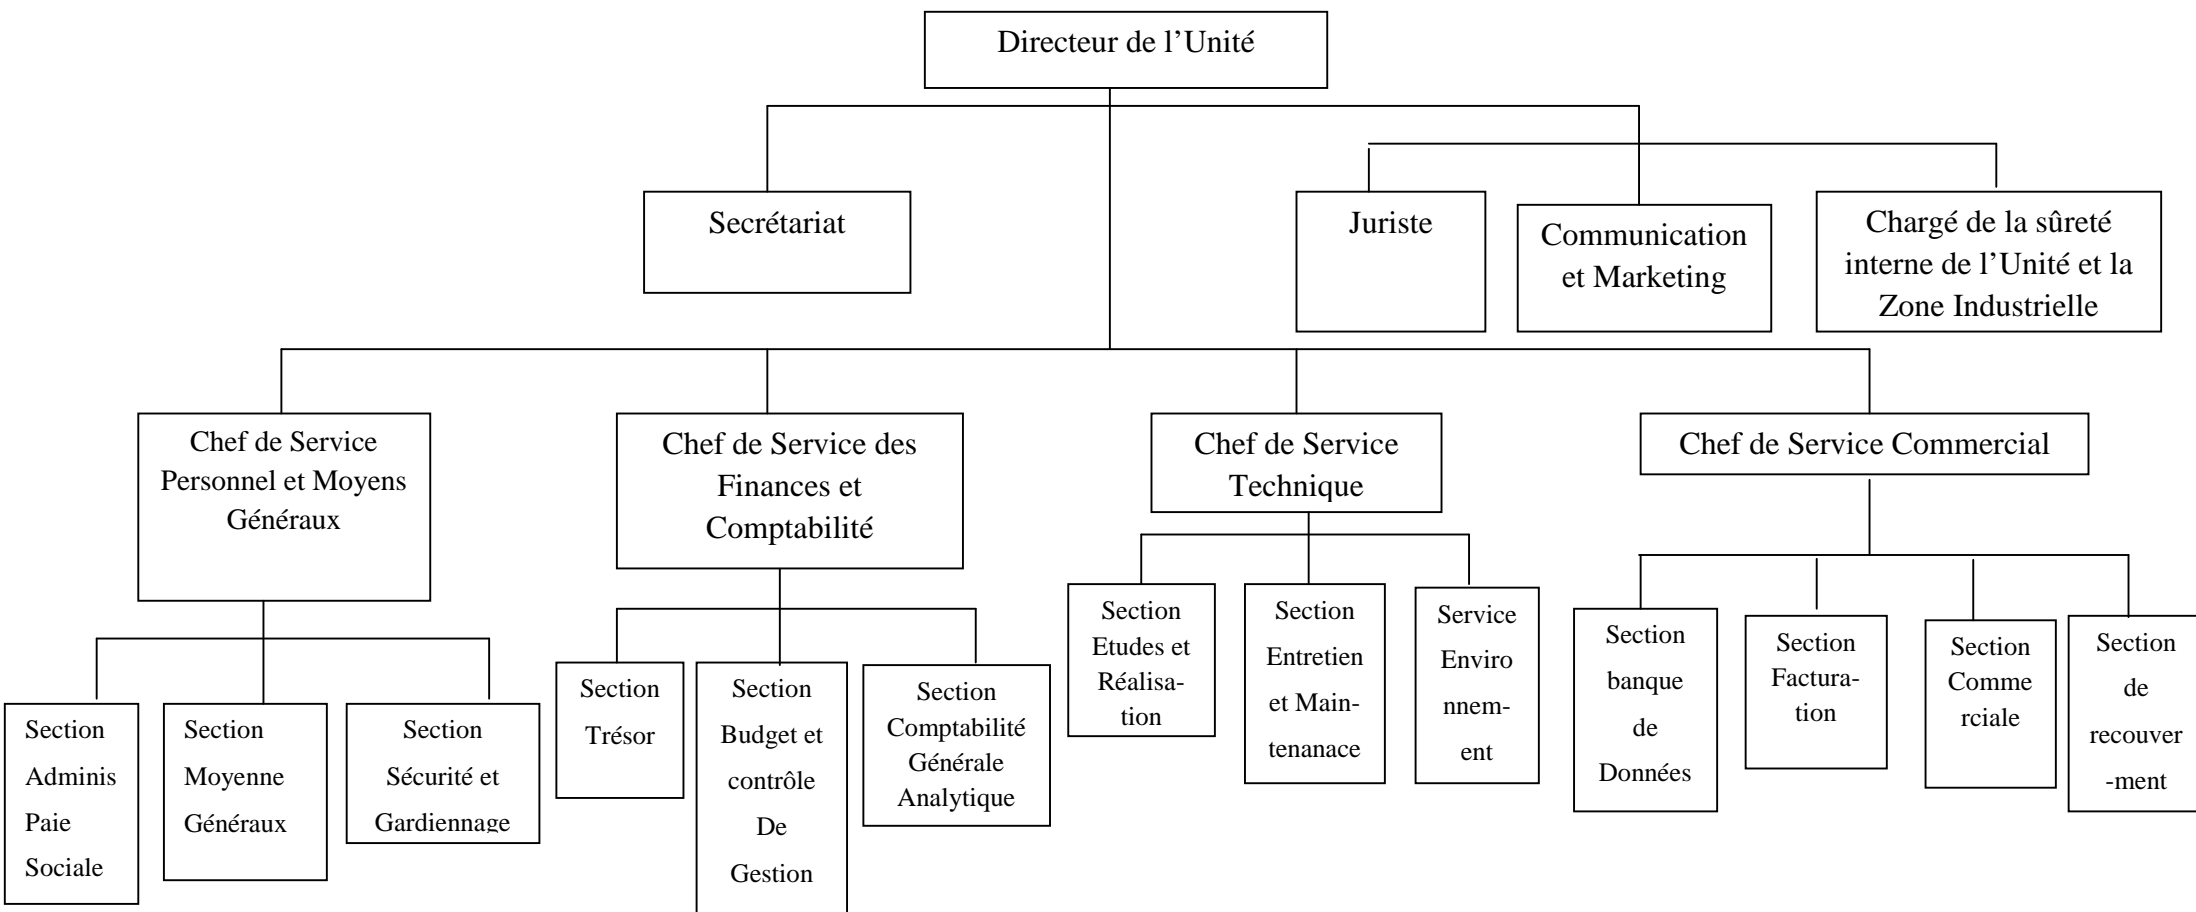 Directeur de l’Unité
Secrétariat
Juriste
Communication
et Marketing
Chargé de la sûreté
interne de l’Unité et la
Zone Industrielle
Chef de Service
Personnel et Moyens
Généraux
Chef de Service des
Finances et
Comptabilité
Chef de Service
Technique
Chef de Service Commercial
Section
Adminis
Paie
Sociale
Section
Moyenne
Généraux
Section
Sécurité et
Gardiennage
Section
Trésor
Section
Budget et
contrôle
De
Gestion
Section
Comptabilité
Générale
Analytique
Section
Etudes et
Réalisa-
tion
Section
Entretien
et Main-
tenanace
Service
Enviro
nnem-
ent
Section
banque
de
Données
Section
Factura-
tion
Section
Comme
rciale
Section
de
recouver
-ment